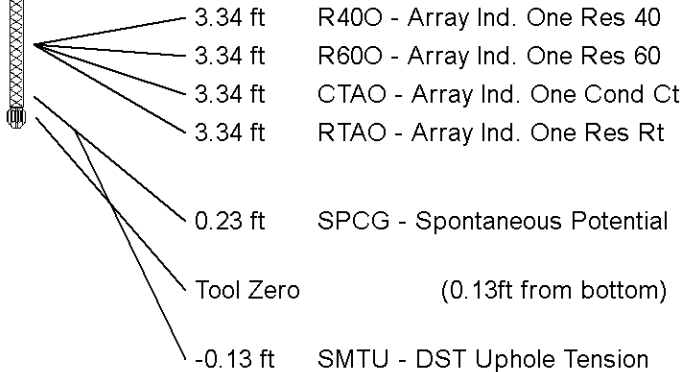 3.34 ft R40O - Array Ind. One Res 40
3.34 ft R60O - Array Ind. One Res 60
3.34 ft CTAO - Array Ind. One Cond Ct
3.34 ft RTAO - Array Ind. One Res Rt
0.23 ft SPCG - Spontaneous Potential
Tool Zero (0.13ft from bottom)
-0.13 ft SMTU - DST Uphole Tension